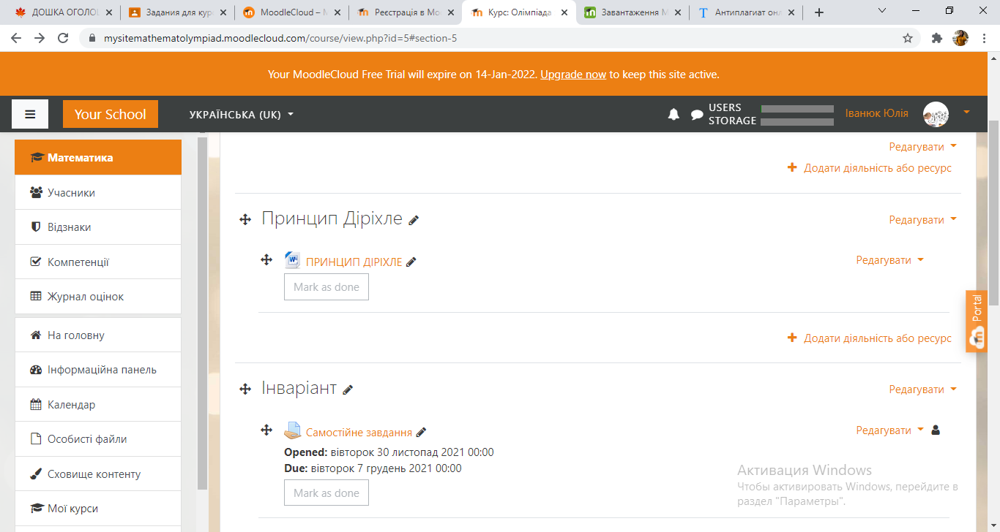 ДОШКА ОГОЛО
Задания для кур
MoodleCloud –
Реєстрація в Mo
Курс: Олімпіада
Завантаження
Антиплагиат онл
mysitemathematolympiad.moodlecloud.com/course/view.php?id=5#section-5
Your MoodleCloud Free Trial will expire on 14-Jan-2022. Upgrade now to keep this site active.
Your School
УКРАЇНСЬКА (UK)
USERS
STORAGE
Іванюк Юлія
Математика
Учасники
Відзнаки
Компетенції
Журнал оцінок
На головну
Інформаційна панель
Календар
Особисті файли
Сховище контенту
Мої курси
Редагувати
Додати діяльність або ресурс
Принцип Діріхле
Редагувати
ПРИНЦИП ДІРІХЛЕ
Редагувати
Mark as done
Додати діяльність або ресурс
Інваріант
Редагувати
Самостійне завдання
Редагувати
Opened: вівторок 30 листопад 2021 00:00
Due: вівторок 7 грудень 2021 00:00
Mark as done
Portal
Активация Windows
Чтобы активировать Windows, перейдите в
раздел "Параметры".